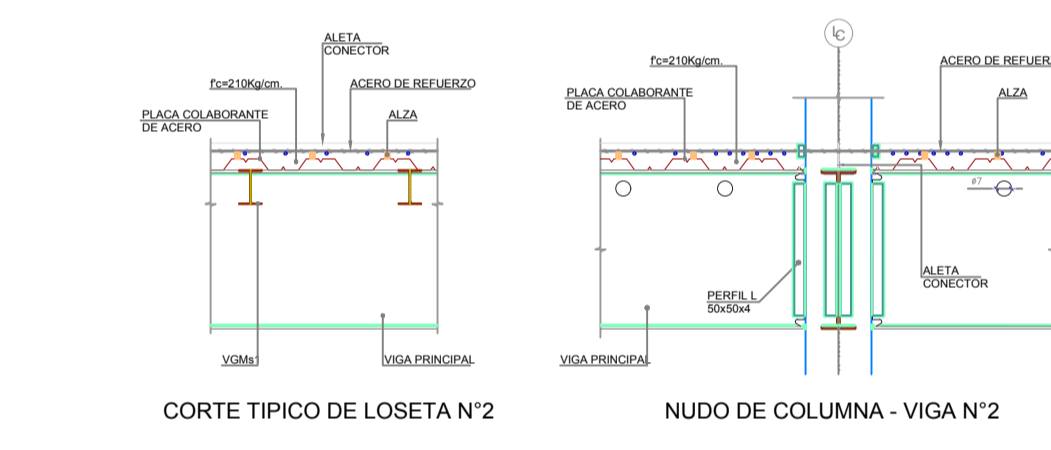 ALETA
CONECTOR
f'c=210Kg/cm.
ACERO DE REFUERZO
PLACA COLABORANTE
DE ACERO
ALZA
VGMs1
VIGA PRINCIPAL
CORTE TIPICO DE LOSETA N°2
LC
f'c=210Kg/cm.
ACERO DE REFUER
PLACA COLABORANTE
DE ACERO
ALZA
ø7
ALETA
CONECTOR
PERFIL L
50x50x4
VIGA PRINCIPAL
NUDO DE COLUMNA - VIGA N°2